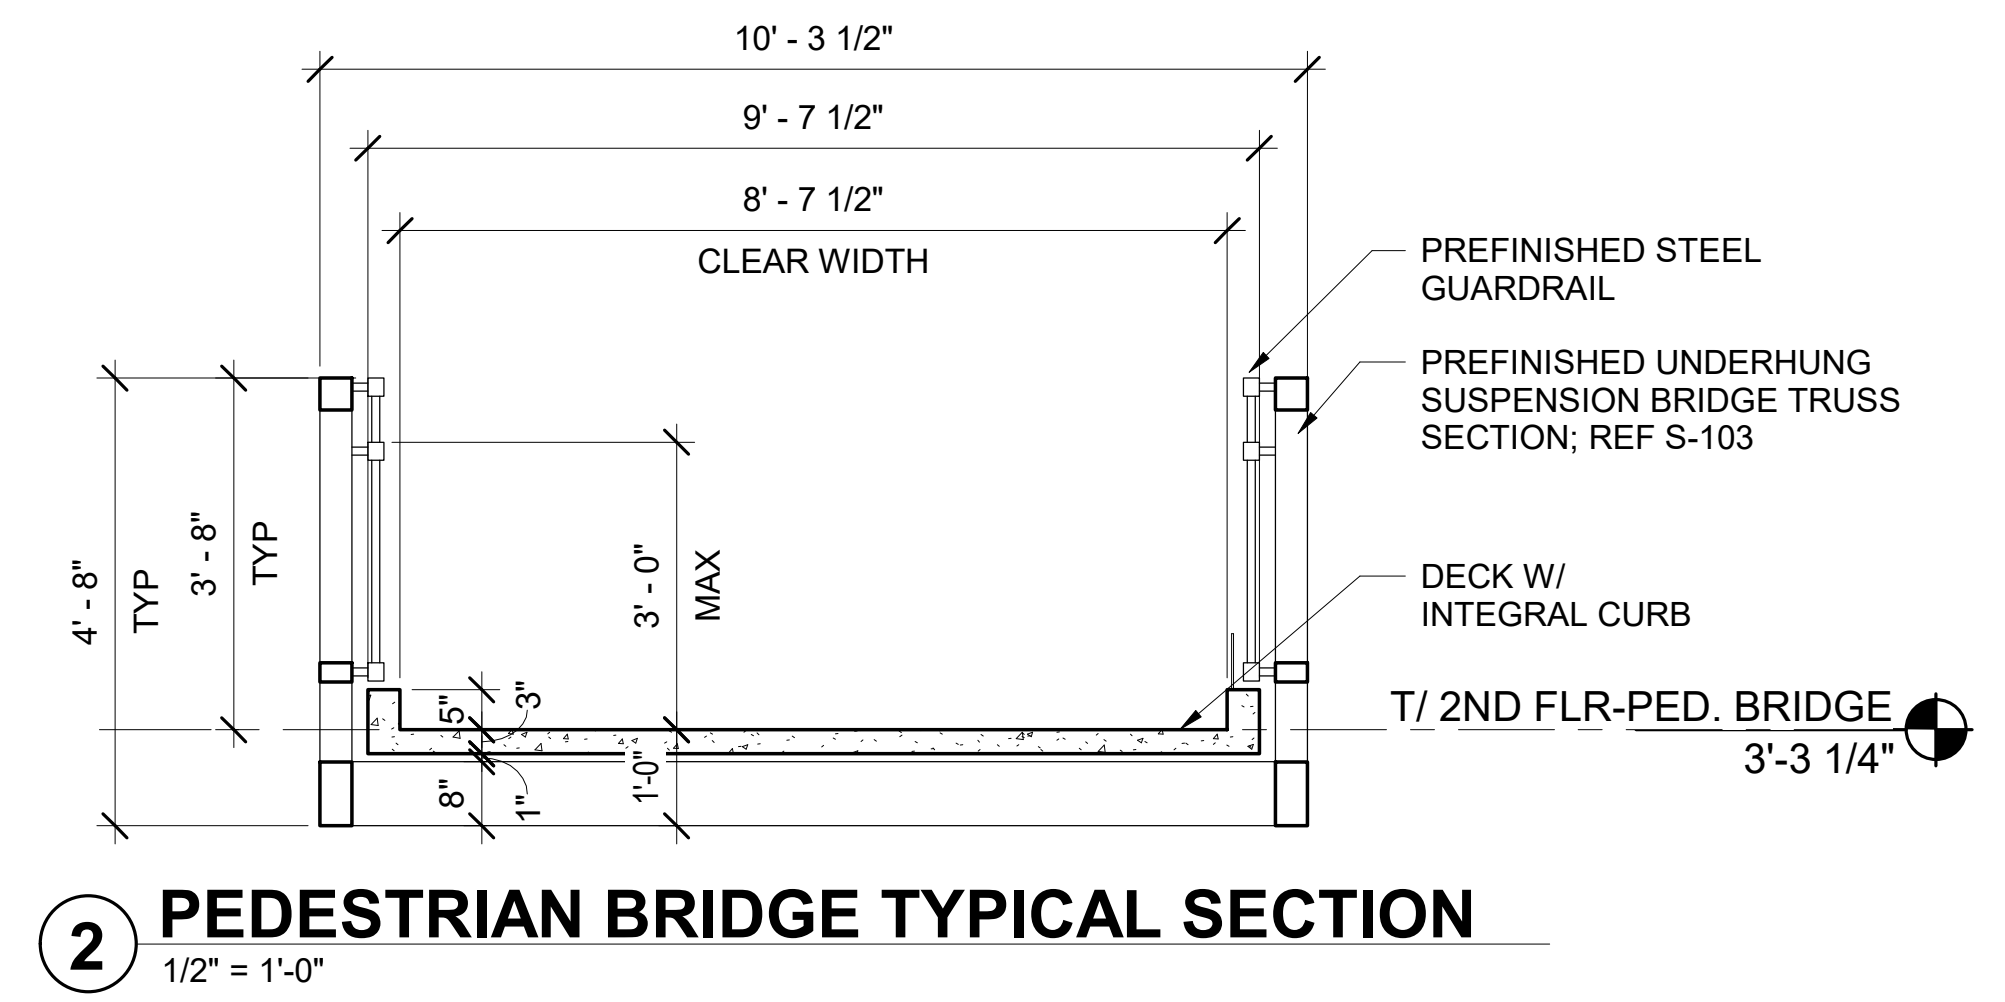 10' - 3 1/2"
9' - 7 1/2"
8' - 7 1/2"
CLEAR WIDTH
PREFINISHED STEEL
GUARDRAIL
PREFINISHED UNDERHUNG
SUSPENSION BRIDGE TRUSS
SECTION; REF S-103
4' - 8"
TYP
3' - 8"
TYP
3' - 0"
MAX
DECK W/
INTEGRAL CURB
5"
3"
8"
1"
1'-0"
T/ 2ND FLR-PED. BRIDGE
3'-3 1/4"
2
PEDESTRIAN BRIDGE TYPICAL SECTION
1/2" = 1'-0"